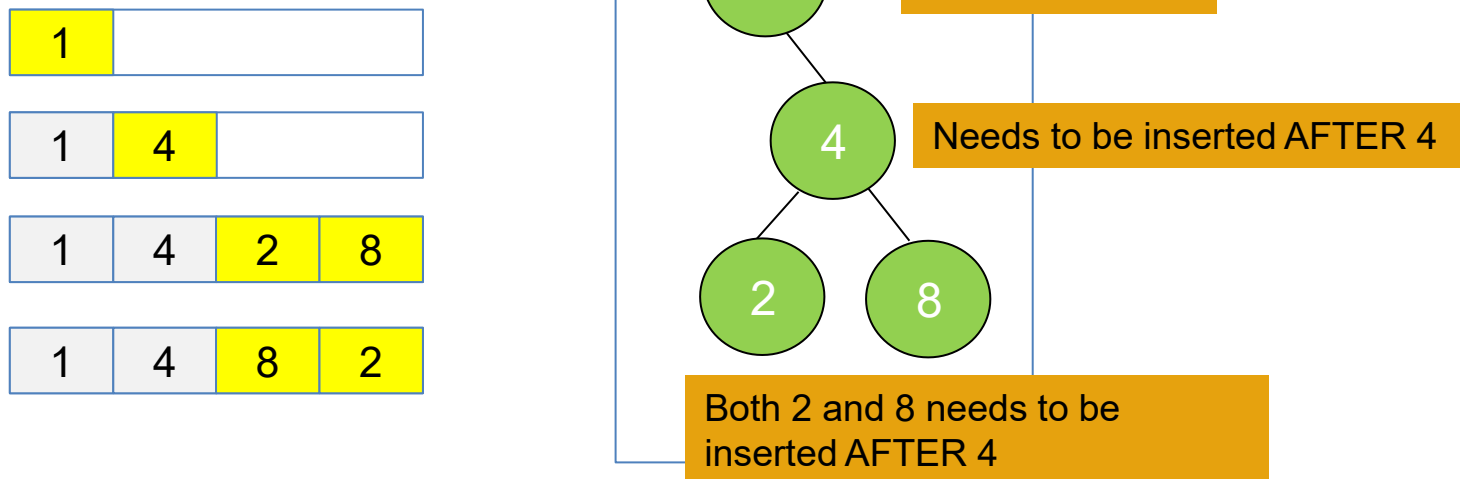 1
1 4
1 4 2 8
1 4 8 2
4
Needs to be inserted AFTER 4
2 8
Both 2 and 8 needs to be
inserted AFTER 4